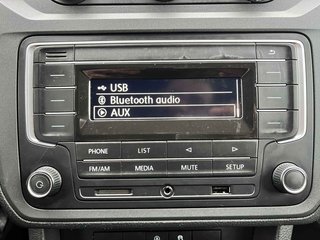 USB
Bluetooth audio
AUX
PHONE LIST
FM/AM MEDIA MUTE SETUP